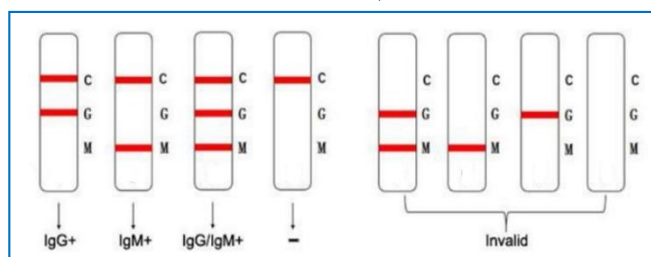 C C C C C C C C
G G G G G G G G
M M M M M M M M
IgG+ IgM+ IgG/IgM+ – Invalid